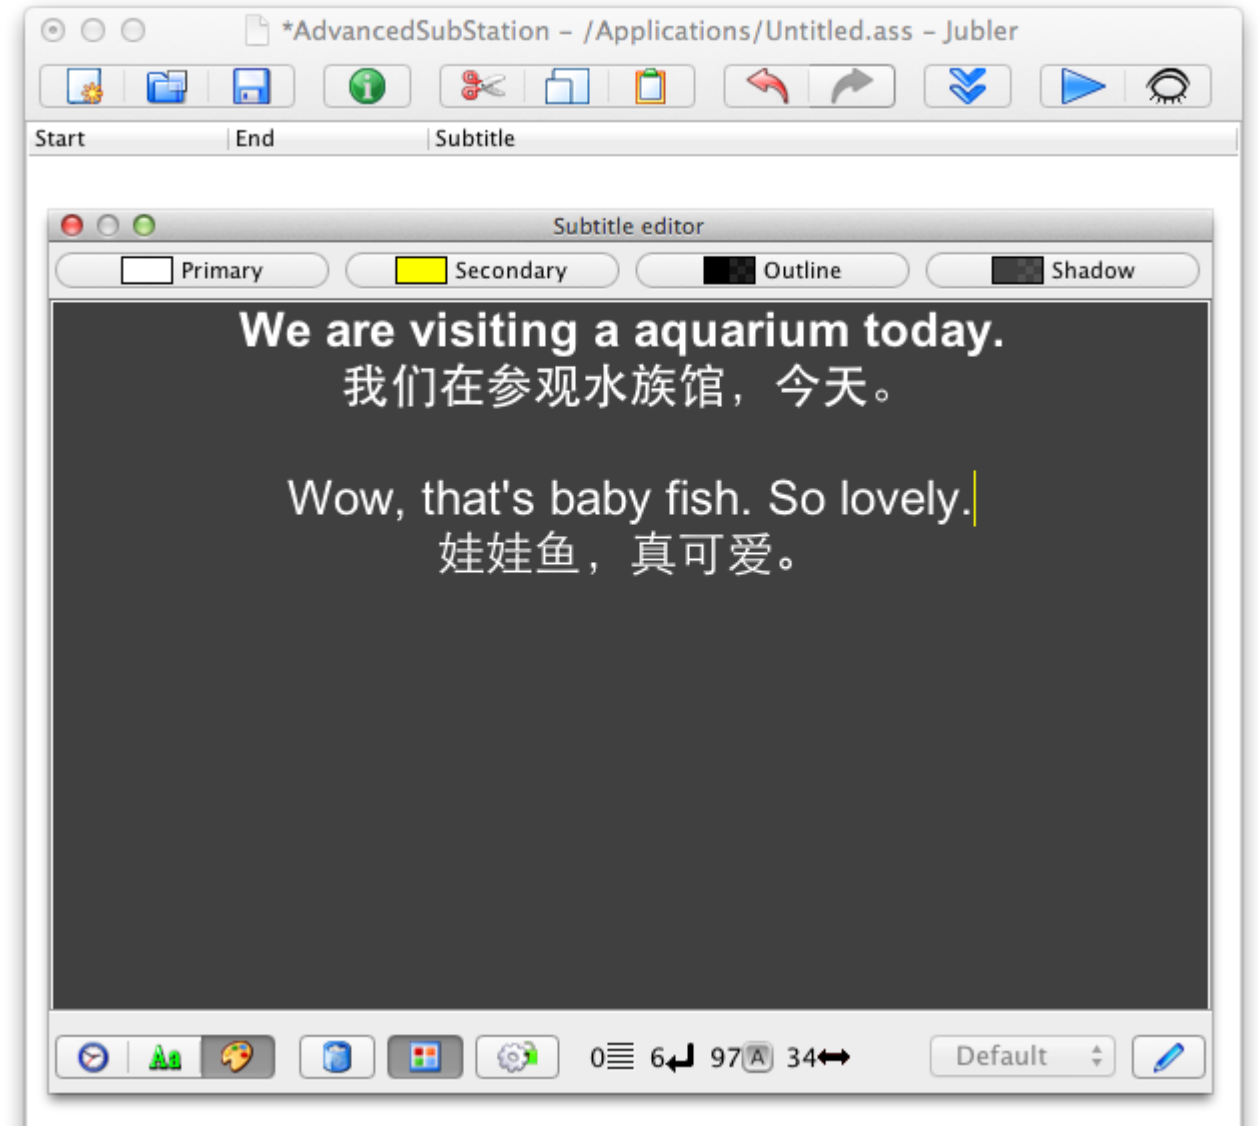 *AdvancedSubStation – /Applications/Untitled.ass – Jubler
Start End Subtitle
Subtitle editor
Primary Secondary Outline Shadow
We are visiting a aquarium today.
我们在参观水族馆，今天。
Wow, that's baby fish. So lovely.
娃娃鱼，真可爱。
Aa 0 6 97 A 34 Default